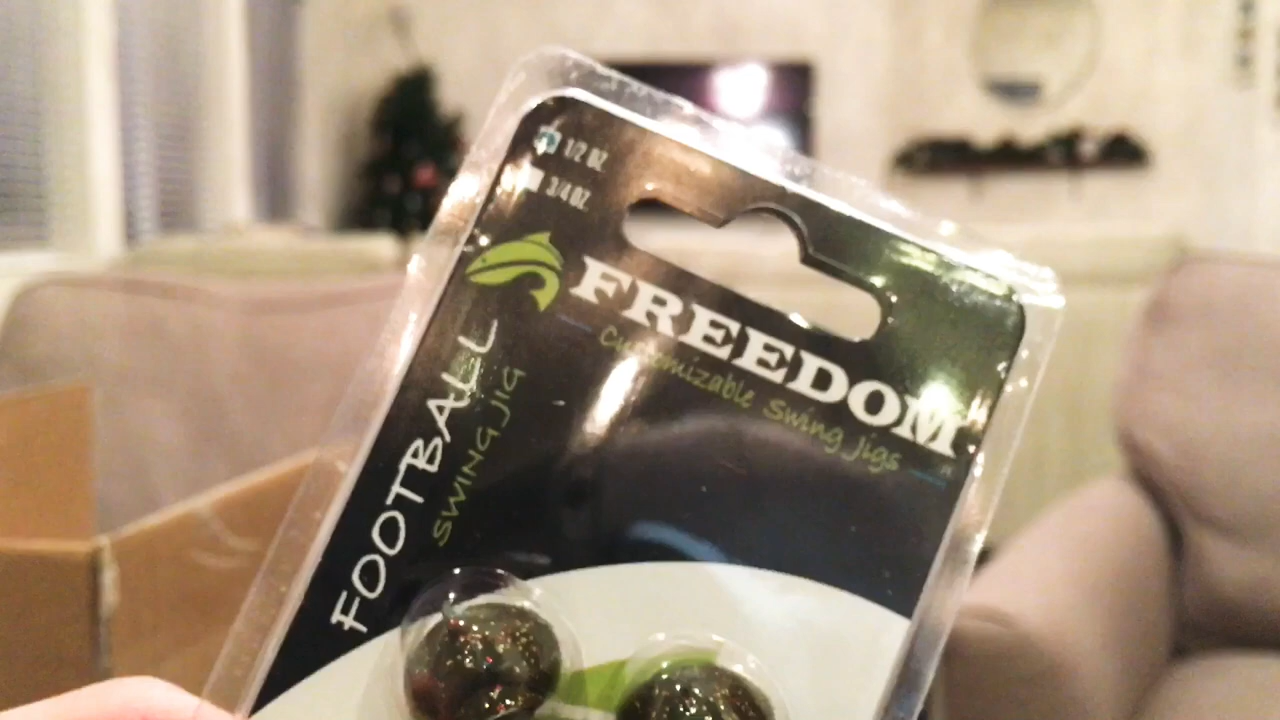 1/2 OZ.
3/4 OZ.
FREEDOM
Customizable Swing Jigs
FOOTBALL
SWING JIG